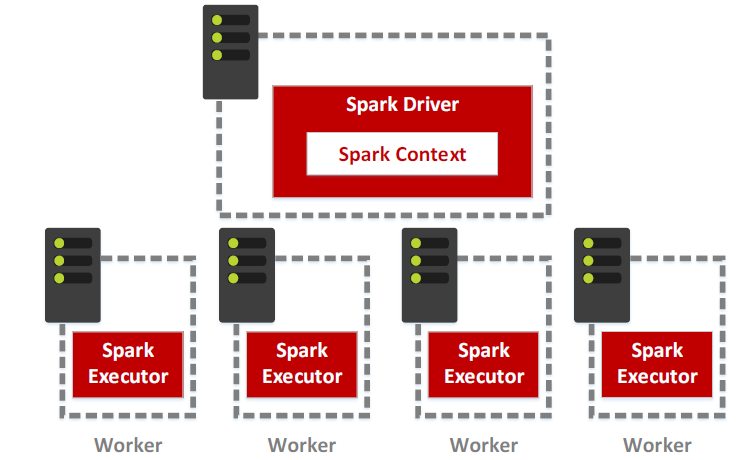 Spark Driver
Spark Context
Spark
Executor
Spark
Executor
Spark
Executor
Spark
Executor
Worker
Worker
Worker
Worker